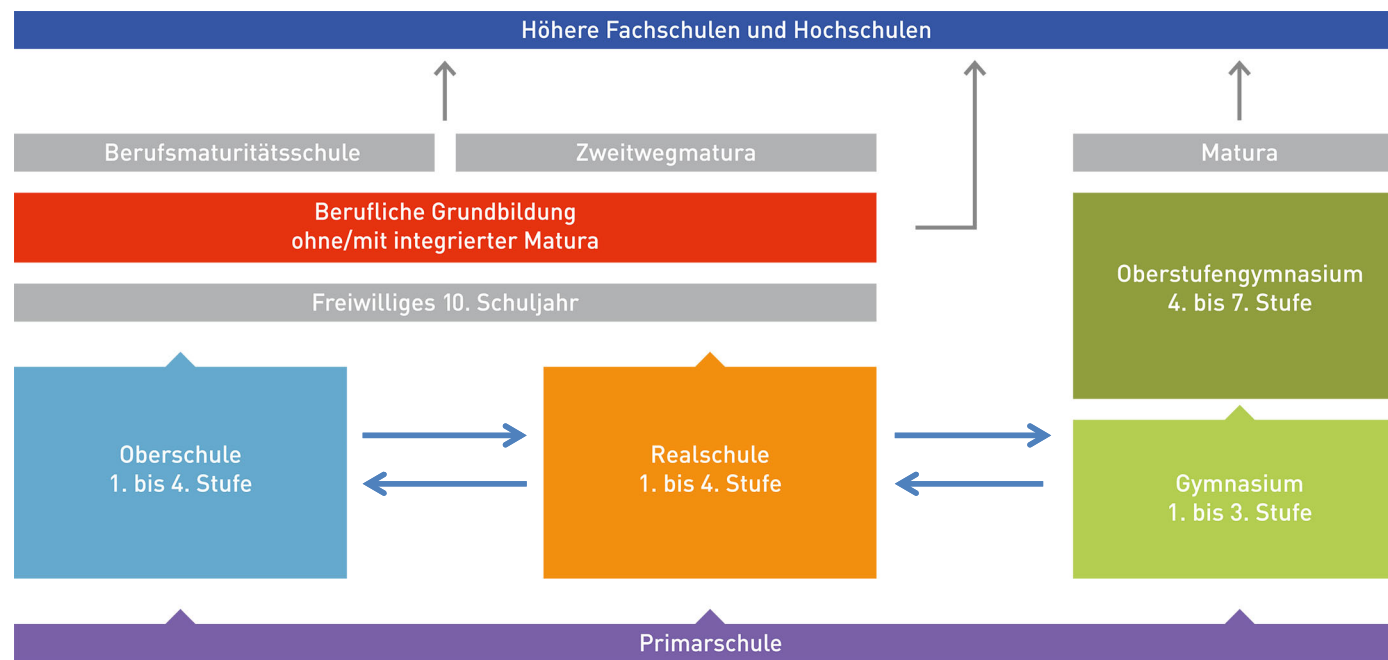 Höhere Fachschulen und Hochschulen
Berufsmaturitätsschule
Zweitwegmatura
Matura
Berufliche Grundbildung
ohne/mit integrierter Matura
Freiwilliges 10. Schuljahr
Oberstufengymnasium
4. bis 7. Stufe
Oberschule
1. bis 4. Stufe
Realschule
1. bis 4. Stufe
Gymnasium
1. bis 3. Stufe
Primarschule